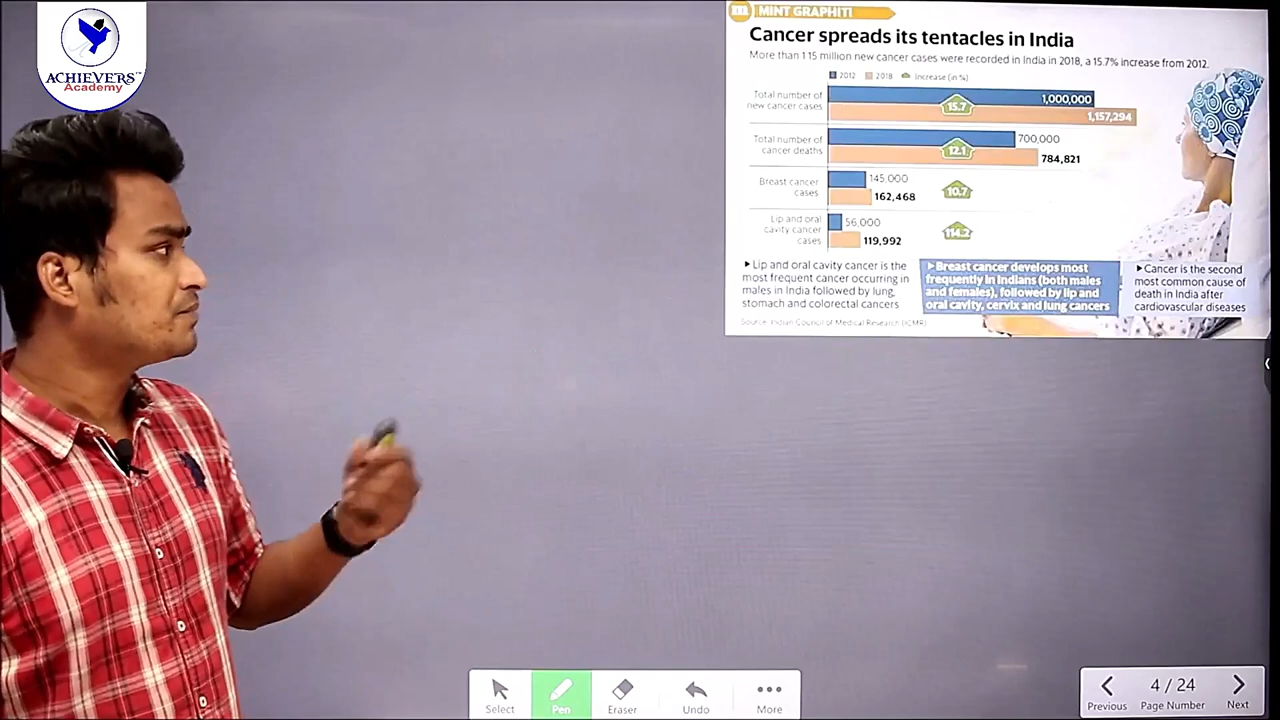 ACHIEVERS™
Academy
MINT GRAPHITI
Cancer spreads its tentacles in India
More than 1.15 million new cancer cases were recorded in India in 2018, a 15.7% increase from 2012.
2012 2018 Increase (in %)
Total number of
new cancer cases
1,000,000
15.7
1,157,294
Total number of
cancer deaths
700,000
12.1
784,821
Breast cancer
cases
145,000
10.7
162,468
Lip and oral
cavity cancer
cases
56,000
114.2
119,992
Lip and oral cavity cancer is the
most frequent cancer occurring in
males in India followed by lung,
stomach and colorectal cancers
Breast cancer develops most
frequently in Indians (both males
and females), followed by lip and
oral cavity, cervix and lung cancers
Cancer is the second
most common cause of
death in India after
cardiovascular diseases
Source: Indian Council of Medical Research (ICMR)
Select
Pen
Eraser
Undo
More
Previous
4 / 24
Page Number
Next